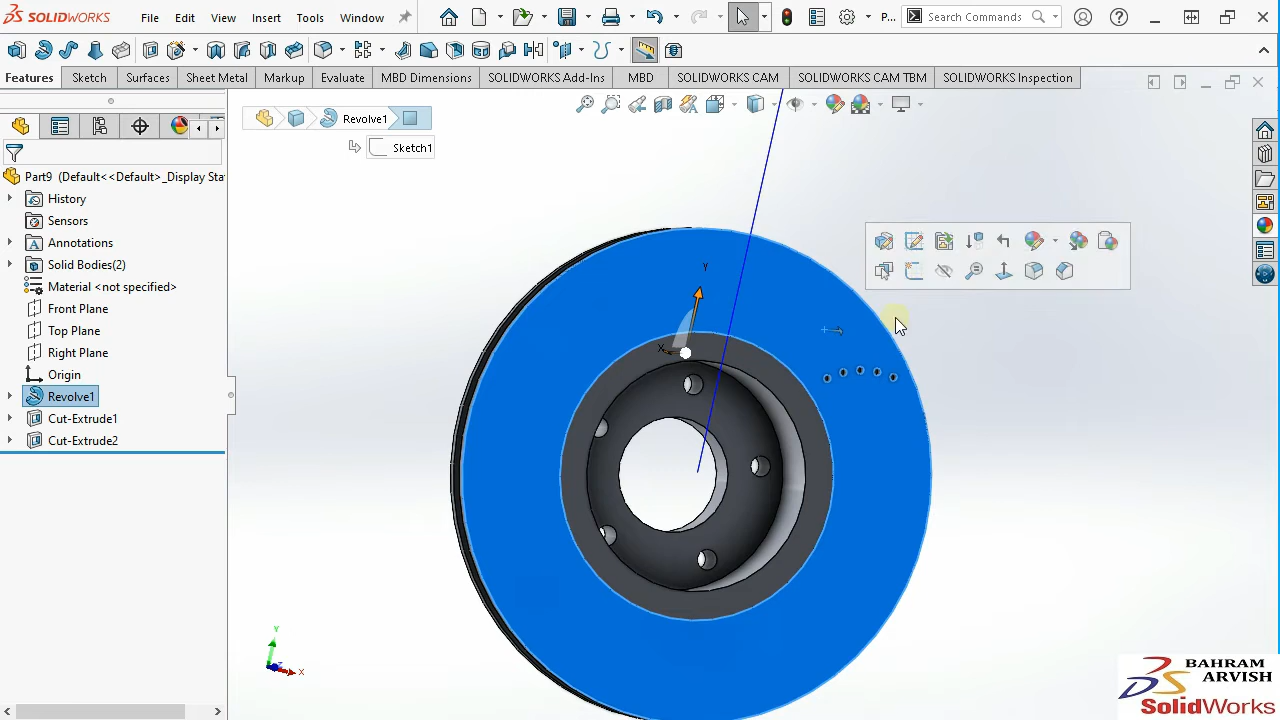 SOLIDWORKS File Edit View Insert Tools Window P... Search Commands
Features Sketch Surfaces Sheet Metal Markup Evaluate MBD Dimensions SOLIDWORKS Add-Ins MBD SOLIDWORKS CAM SOLIDWORKS CAM TBM SOLIDWORKS Inspection
Revolve1
Sketch1
Part9 (Default<<Default>_Display Sta
History
Sensors
Annotations
Solid Bodies(2)
Material <not specified>
Front Plane
Top Plane
Right Plane
Origin
Revolve1
Cut-Extrude1
Cut-Extrude2
Y
X
Y
X
BAHRAM
ARVISH
SolidWorks